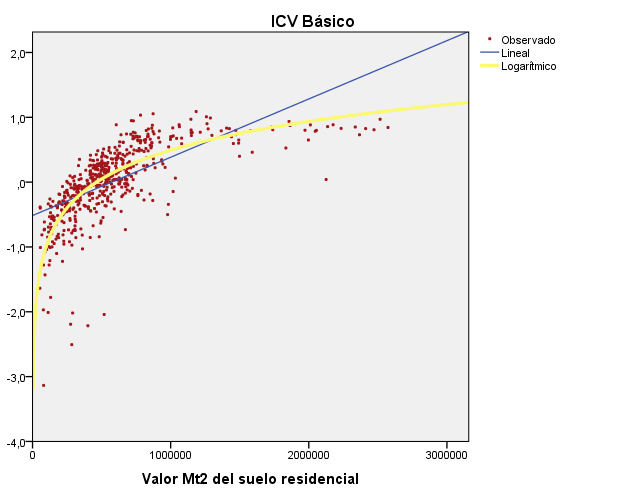 ICV Básico
Observado
Lineal
Logarítmico
2,0
1,0
,0
-1,0
-2,0
-3,0
-4,0
0
1000000
2000000
3000000
Valor Mt2 del suelo residencial